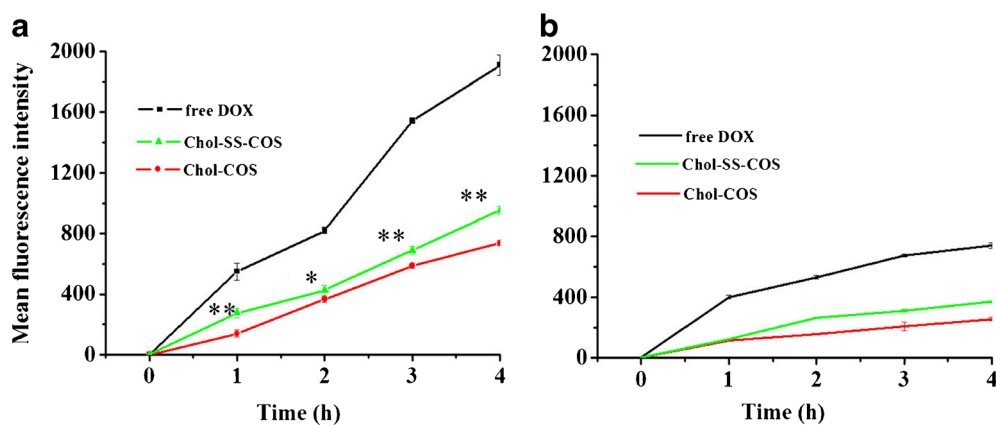 a
Mean fluorescence intensity
2000
1600
1200
800
400
0
free DOX
Chol-SS-COS
Chol-COS
**
*
**
**
0 1 2 3 4
Time (h)
b
2000
1600
1200
800
400
0
free DOX
Chol-SS-COS
Chol-COS
0 1 2 3 4
Time (h)